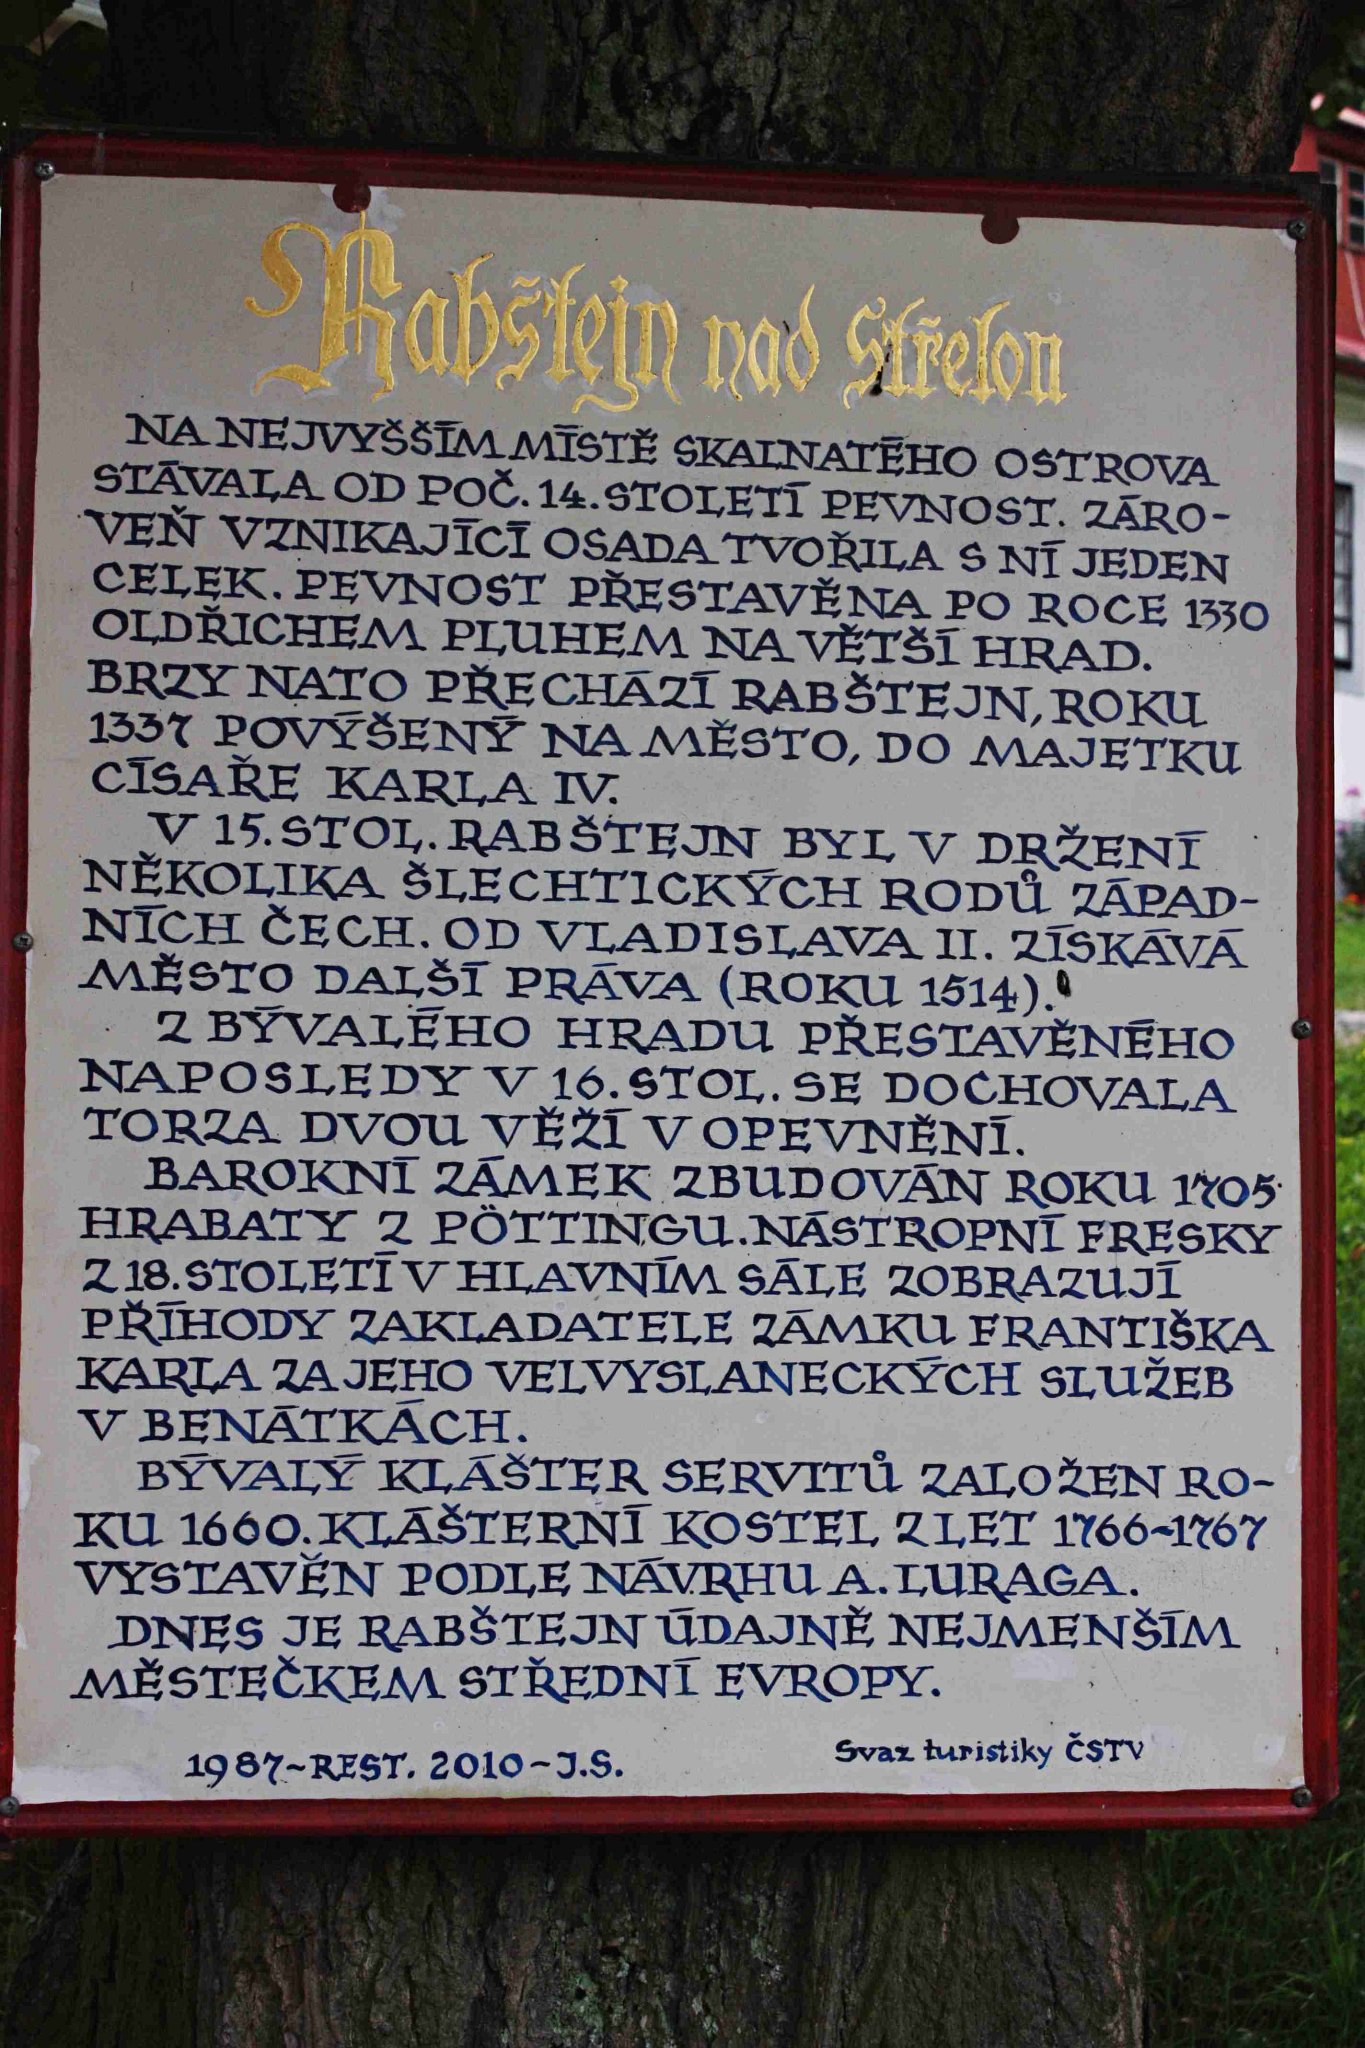 Rabštejn nad Střelou
NA NEJVYŠŠÍM MÍSTĚ SKALNATÉHO OSTROVA
STÁVALA OD POČ. 14. STOLETÍ PEVNOST. ZÁRO-
VEŇ VZNIKAJÍCÍ OSADA TVOŘILA S NÍ JEDEN
CELEK. PEVNOST PŘESTAVĚNA PO ROCE 1330
OLDŘICHEM PLUHEM NA VĚTŠÍ HRAD.
BRZY NATO PŘECHÁZÍ RABŠTEJN, ROKU
1337 POVÝŠENÝ NA MĚSTO, DO MAJETKU
CÍSAŘE KARLA IV.
V 15. STOL. RABŠTEJN BYL V DRŽENÍ
NĚKOLIKA ŠLECHTICKÝCH RODŮ ZÁPAD-
NÍCH ČECH. OD VLADISLAVA II. ZÍSKÁVÁ
MĚSTO DALŠÍ PRÁVA (ROKU 1514).
Z BÝVALÉHO HRADU PŘESTAVĚNÉHO
NAPOSLEDY V 16. STOL. SE DOCHOVALA
TORZA DVOU VĚŽÍ V OPEVNĚNÍ.
BAROKNÍ ZÁMEK ZBUDOVÁN ROKU 1705
HRABATY Z PÖTTINGU. NÁSTROPNÍ FRESKY
Z 18. STOLETÍ V HLAVNÍM SÁLE ZOBRAZUJÍ
PŘÍHODY ZAKLADATELE ZÁMKU FRANTIŠKA
KARLA ZA JEHO VELVYSLANECKÝCH SLUŽEB
V BENÁTKÁCH.
BÝVALÝ KLÁŠTER SERVITŮ ZALOŽEN RO-
KU 1660. KLÁŠTERNÍ KOSTEL Z LET 1766~1767
VYSTAVĚN PODLE NÁVRHU A. LURAGA.
DNES JE RABŠTEJN ÚDAJNĚ NEJMENŠÍM
MĚSTEČKEM STŘEDNÍ EVROPY.
1987~REST. 2010~J.S.
Svaz turistiky ČSTV